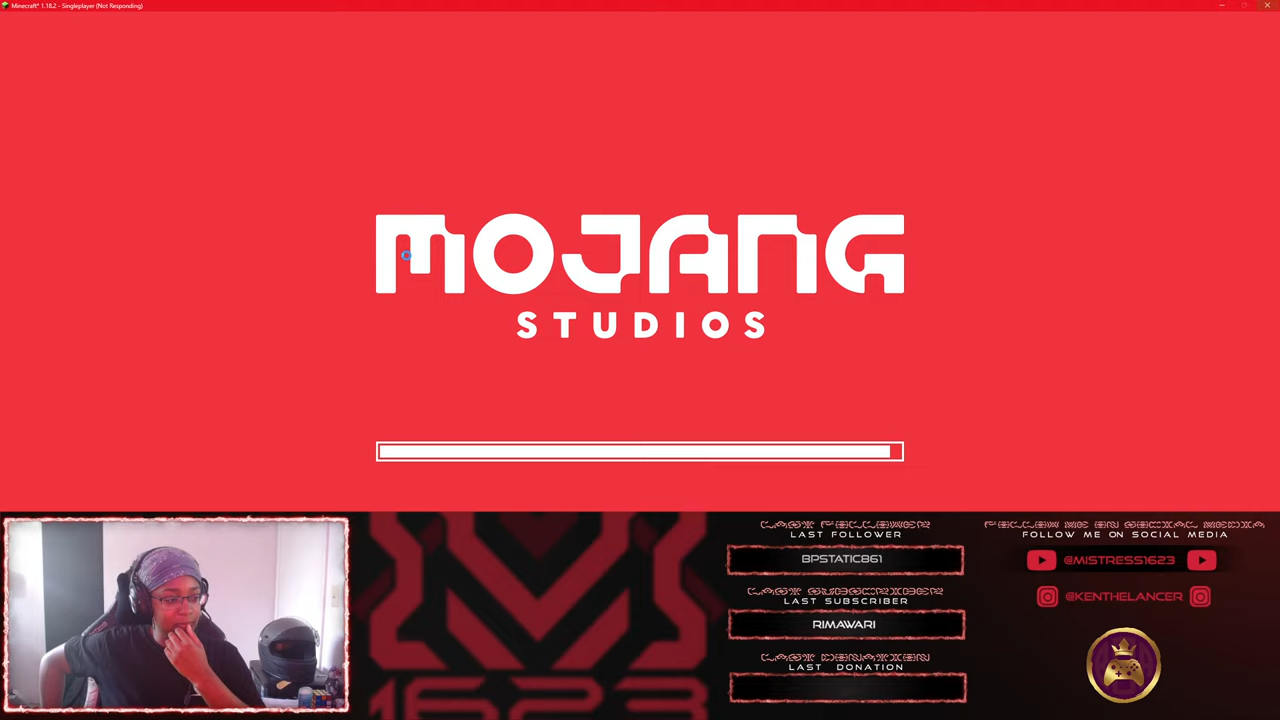 Minecraft* 1.18.2 - Singleplayer (Not Responding)
MOJANG
STUDIOS
LAST FOLLOWER
BPSTATIC861
LAST SUBSCRIBER
RIMAWARI
LAST DONATION
FOLLOW ME ON SOCIAL MEDIA
@MISTRESS1623
@KENTHELANCER
1623